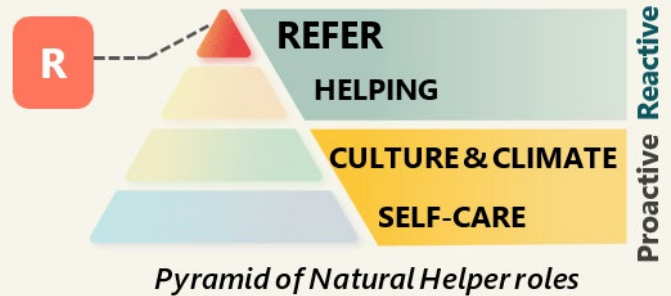 R
REFER
HELPING
CULTURE & CLIMATE
SELF-CARE
Reactive
Proactive
Pyramid of Natural Helper roles